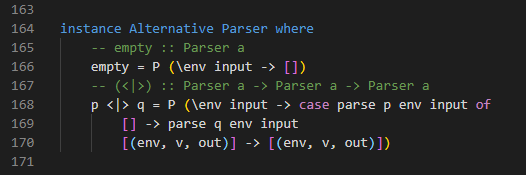 163
164 instance Alternative Parser where
165     -- empty :: Parser a
166     empty = P (\env input -> [])
167     -- (<|>) :: Parser a -> Parser a -> Parser a
168     p <|> q = P (\env input -> case parse p env input of
169         [] -> parse q env input
170         [(env, v, out)] -> [(env, v, out)])
171